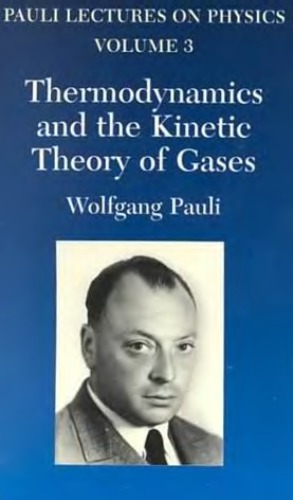 PAULI LECTURES ON PHYSICS
VOLUME 3
Thermodynamics
and the Kinetic
Theory of Gases
Wolfgang Pauli